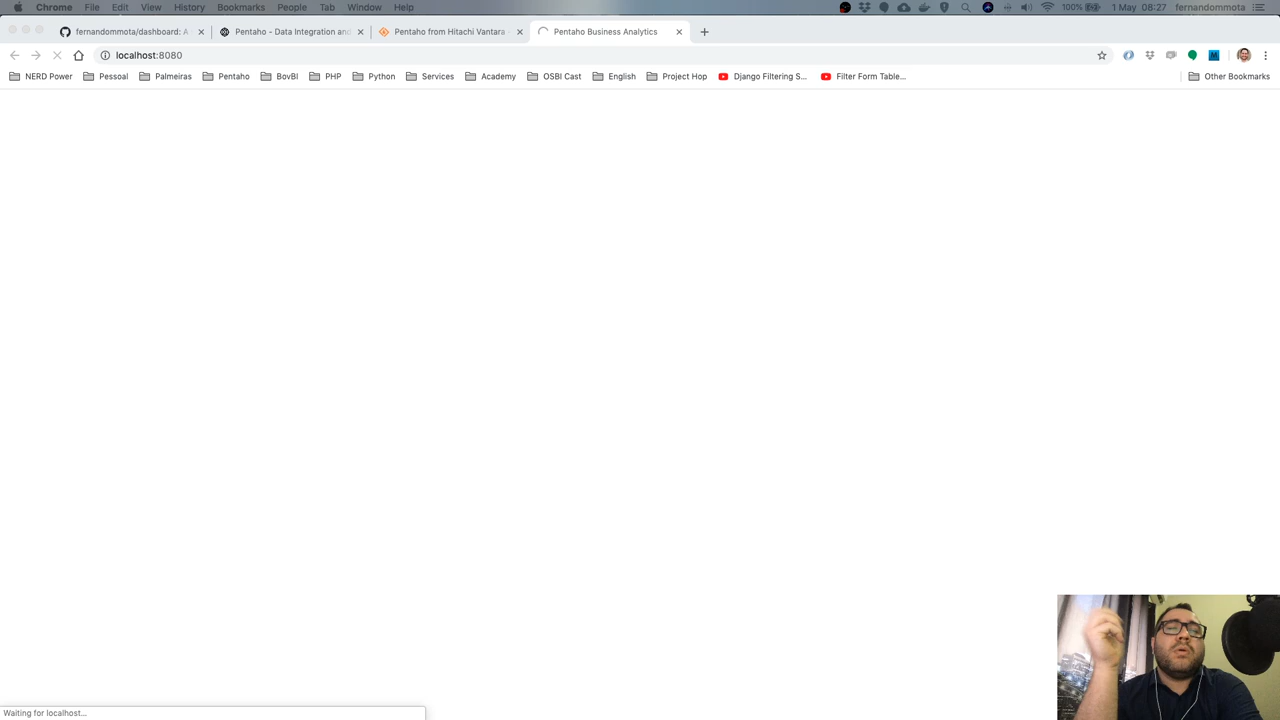 Chrome File Edit View History Bookmarks People Tab Window Help 100% 1 May 08:27 fernandommota
fernandommota/dashboard: A Pentaho - Data Integration and Pentaho from Hitachi Vantara Pentaho Business Analytics
localhost:8080
NERD Power Pessoal Palmeiras Pentaho BovBI PHP Python Services Academy OSBI Cast English Project Hop Django Filtering S... Filter Form Table... Other Bookmarks
Waiting for localhost...